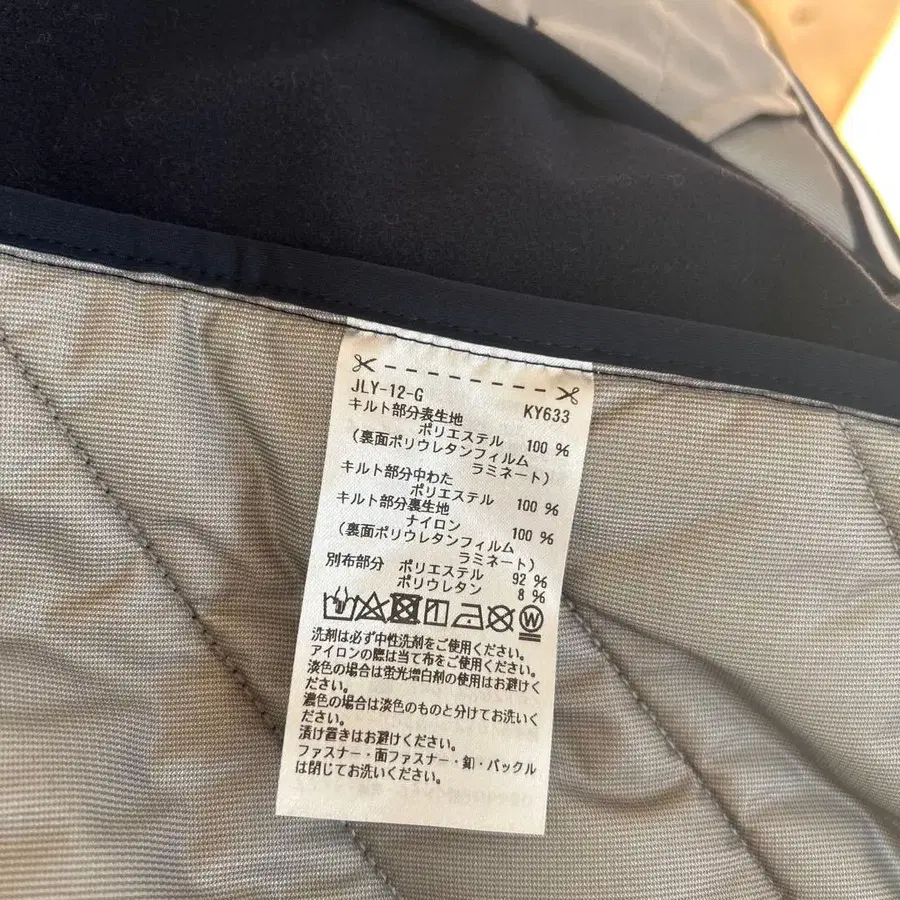 JLY-12-G KY633
キルト部分表生地
ポリエステル 100 %
(裏面ポリウレタンフィルム
ラミネート)
キルト部分中わた
ポリエステル 100 %
キルト部分裏生地
ナイロン 100 %
(裏面ポリウレタンフィルム
ラミネート)
別布部分 ポリエステル 92 %
ポリウレタン 8 %
W
洗剤は必ず中性洗剤をご使用ください。
アイロンの際は当て布をご使用ください。
淡色の場合は蛍光増白剤の使用はお避けく
ださい。
濃色の場合は淡色のものと分けてお洗いく
ださい。
漬け置きはお避けください。
ファスナー・面ファスナー・釦・バックル
は閉じてお洗いください。